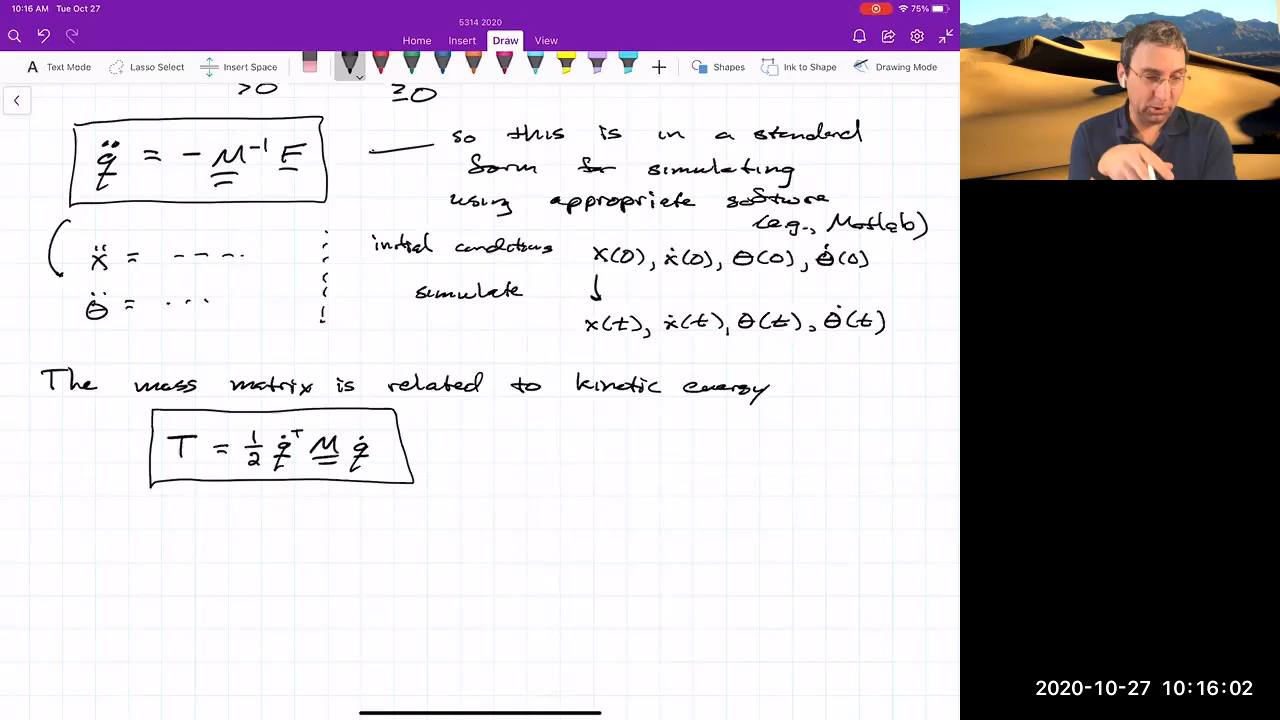 10:16 AM Tue Oct 27
75%
5314 2020
Home Insert Draw View
Text Mode Lasso Select Insert Space Shapes Ink to Shape Drawing Mode
>0 ≥0
q̈ = - M⁻¹ F
so this is in a standard
form for simulating
using appropriate software
(e.g., Matlab)
ẍ = - - - -
θ̈ = . . .
initial conditions x(0), ẋ(0), θ(0), θ̇(0)
simulate ↓
x(t), ẋ(t), θ(t), θ̇(t)
The mass matrix is related to kinetic energy
T = 1/2 q̇ᵀ M q̇
2020-10-27 10:16:02